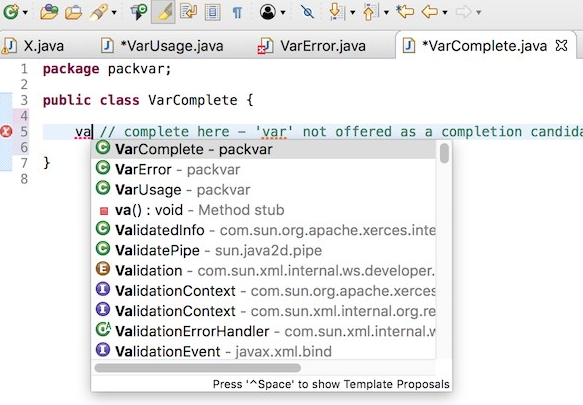 X.java *VarUsage.java VarError.java *VarComplete.java
1 package packvar;
2
3 public class VarComplete {
4
5 va // complete here - 'var' not offered as a completion candida
6
7 }
8
VarComplete - packvar
VarError - packvar
VarUsage - packvar
va() : void - Method stub
ValidatedInfo - com.sun.org.apache.xerces.inte
ValidatePipe - sun.java2d.pipe
Validation - com.sun.xml.internal.ws.developer.
ValidationContext - com.sun.org.apache.xerces
ValidationContext - com.sun.xml.internal.org.re
ValidationErrorHandler - com.sun.xml.internal.w
ValidationEvent - javax.xml.bind
Press '^Space' to show Template Proposals